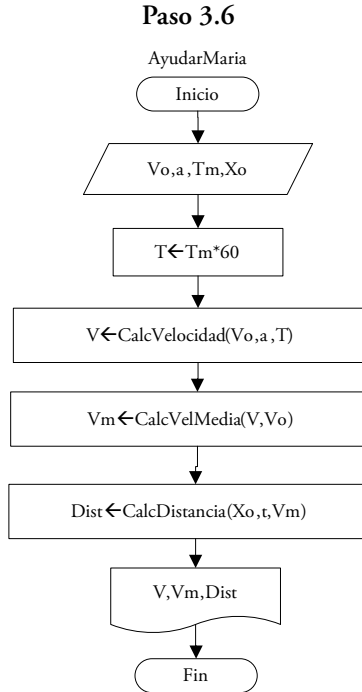 Paso 3.6
AyudarMaria
Inicio
Vo,a ,Tm,Xo
T←Tm*60
V←CalcVelocidad(Vo,a ,T)
Vm←CalcVelMedia(V,Vo)
Dist←CalcDistancia(Xo,t,Vm)
V,Vm,Dist
Fin